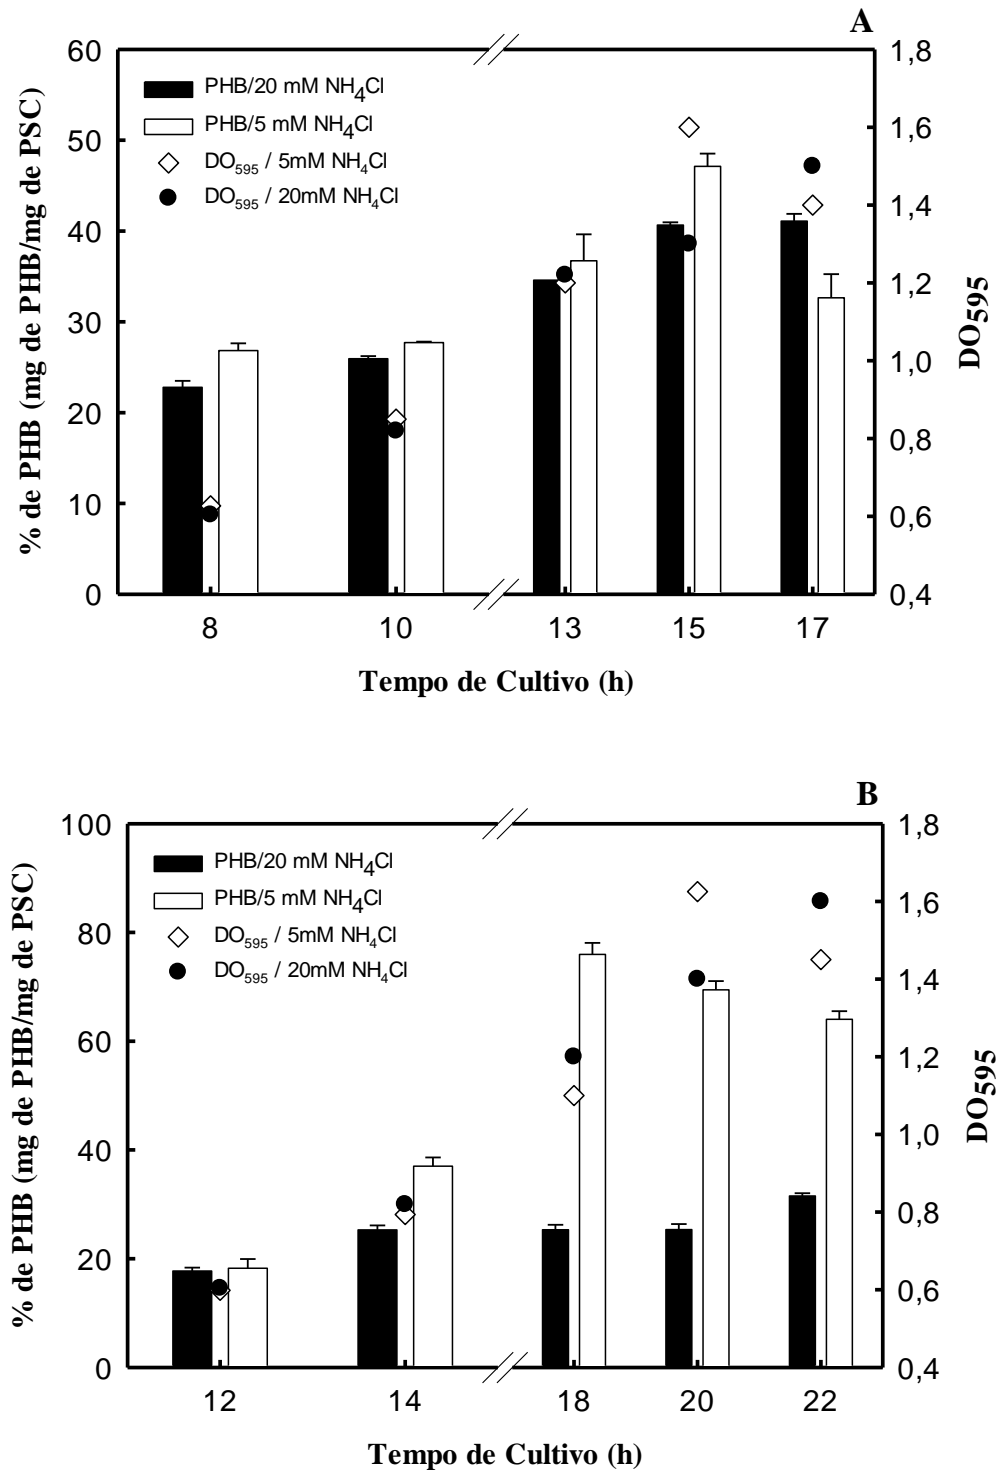 A
60
50
40
30
20
10
0
% de PHB (mg de PHB/mg de PSC)
PHB/20 mM NH4Cl
PHB/5 mM NH4Cl
DO595 / 5mM NH4Cl
DO595 / 20mM NH4Cl
1,8
1,6
1,4
1,2
1,0
0,8
0,6
0,4
DO595
8 10 13 15 17
Tempo de Cultivo (h)
B
100
80
60
40
20
0
% de PHB (mg de PHB/mg de PSC)
PHB/20 mM NH4Cl
PHB/5 mM NH4Cl
DO595 / 5mM NH4Cl
DO595 / 20mM NH4Cl
1,8
1,6
1,4
1,2
1,0
0,8
0,6
0,4
DO595
12 14 18 20 22
Tempo de Cultivo (h)